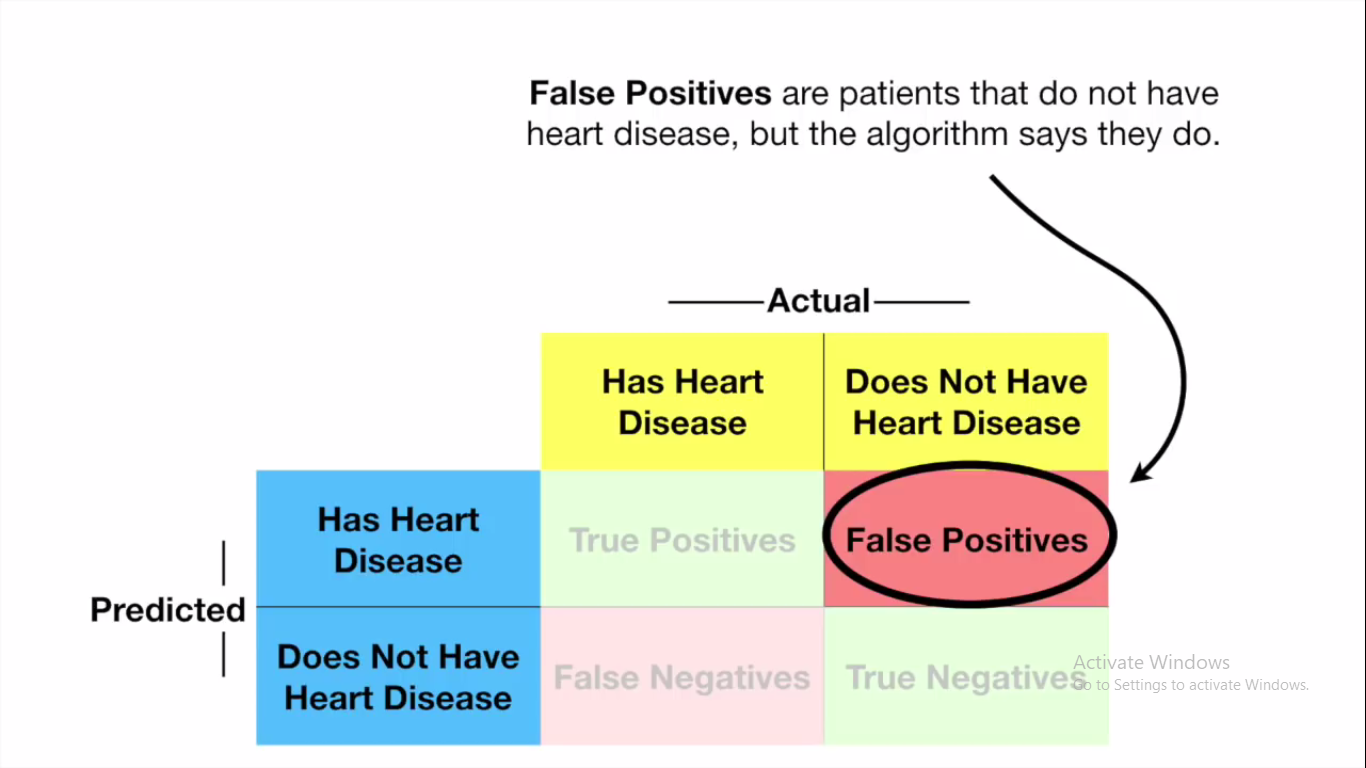 False Positives are patients that do not have
heart disease, but the algorithm says they do.
Actual
Has Heart
Disease
Does Not Have
Heart Disease
Has Heart
Disease
True Positives
False Positives
Predicted
Does Not Have
Heart Disease
False Negatives
True Negatives
Activate Windows
Go to Settings to activate Windows.